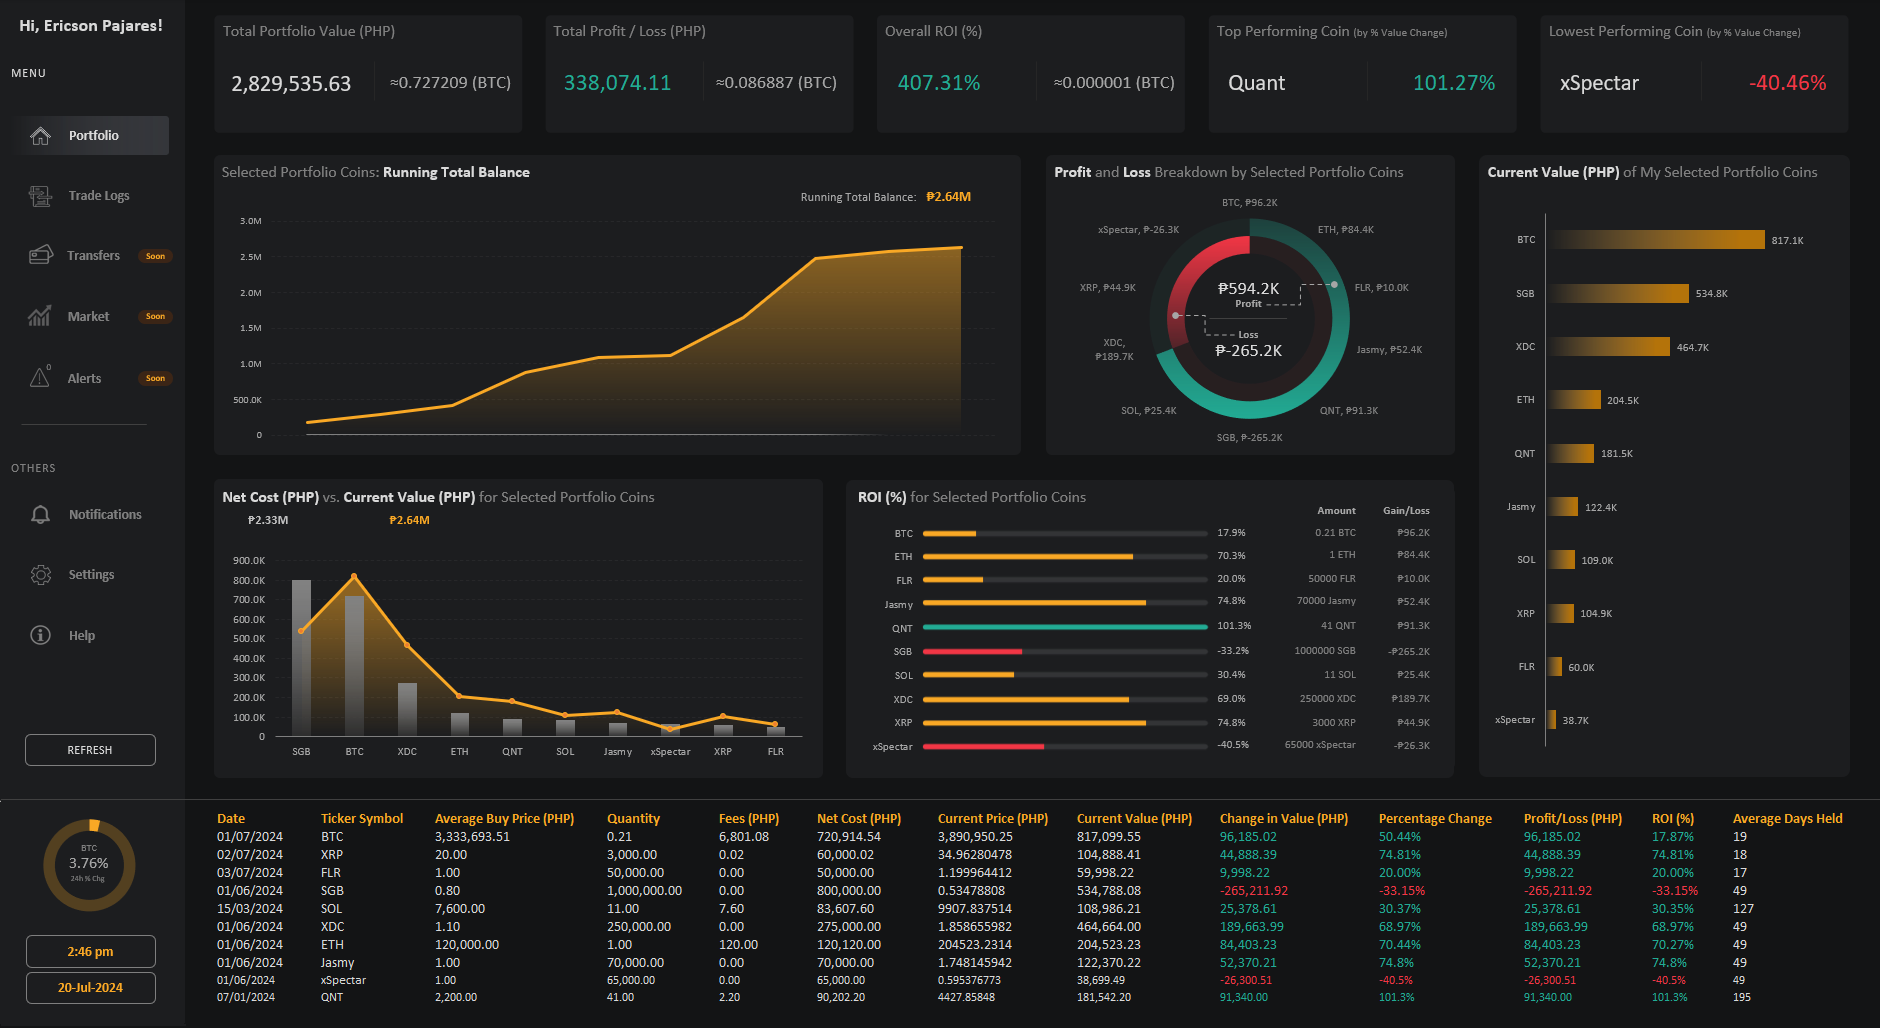 Hi, Ericson Pajares!
MENU
Portfolio
Trade Logs
Transfers Soon
Market Soon
0
Alerts Soon
OTHERS
Notifications
Settings
Help
REFRESH
BTC
3.76%
24h % Chg
2:46 pm
20-Jul-2024
Total Portfolio Value (PHP)
2,829,535.63 ≈0.727209 (BTC)
Total Profit / Loss (PHP)
338,074.11 ≈0.086887 (BTC)
Overall ROI (%)
407.31% ≈0.000001 (BTC)
Top Performing Coin (by % Value Change)
Quant 101.27%
Lowest Performing Coin (by % Value Change)
xSpectar -40.46%
Selected Portfolio Coins: Running Total Balance
Running Total Balance: ₱2.64M
3.0M
2.5M
2.0M
1.5M
1.0M
500.0K
0
Profit and Loss Breakdown by Selected Portfolio Coins
BTC, ₱96.2K
xSpectar, ₱-26.3K
ETH, ₱84.4K
XRP, ₱44.9K
FLR, ₱10.0K
XDC,
₱189.7K
Jasmy, ₱52.4K
SOL, ₱25.4K
QNT, ₱91.3K
SGB, ₱-265.2K
₱594.2K
Profit
Loss
₱-265.2K
Current Value (PHP) of My Selected Portfolio Coins
BTC 817.1K
SGB 534.8K
XDC 464.7K
ETH 204.5K
QNT 181.5K
Jasmy 122.4K
SOL 109.0K
XRP 104.9K
FLR 60.0K
xSpectar 38.7K
Net Cost (PHP) vs. Current Value (PHP) for Selected Portfolio Coins
₱2.33M ₱2.64M
900.0K
800.0K
700.0K
600.0K
500.0K
400.0K
300.0K
200.0K
100.0K
0
SGB BTC XDC ETH QNT SOL Jasmy xSpectar XRP FLR
ROI (%) for Selected Portfolio Coins
Amount Gain/Loss
BTC 17.9% 0.21 BTC ₱96.2K
ETH 70.3% 1 ETH ₱84.4K
FLR 20.0% 50000 FLR ₱10.0K
Jasmy 74.8% 70000 Jasmy ₱52.4K
QNT 101.3% 41 QNT ₱91.3K
SGB -33.2% 1000000 SGB -₱265.2K
SOL 30.4% 11 SOL ₱25.4K
XDC 69.0% 250000 XDC ₱189.7K
XRP 74.8% 3000 XRP ₱44.9K
xSpectar -40.5% 65000 xSpectar -₱26.3K
Date Ticker Symbol Average Buy Price (PHP) Quantity Fees (PHP) Net Cost (PHP) Current Price (PHP) Current Value (PHP) Change in Value (PHP) Percentage Change Profit/Loss (PHP) ROI (%) Average Days Held
01/07/2024 BTC 3,333,693.51 0.21 6,801.08 720,914.54 3,890,950.25 817,099.55 96,185.02 50.44% 96,185.02 17.87% 19
02/07/2024 XRP 20.00 3,000.00 0.02 60,000.02 34.96280478 104,888.41 44,888.39 74.81% 44,888.39 74.81% 18
03/07/2024 FLR 1.00 50,000.00 0.00 50,000.00 1.199964412 59,998.22 9,998.22 20.00% 9,998.22 20.00% 17
01/06/2024 SGB 0.80 1,000,000.00 0.00 800,000.00 0.53478808 534,788.08 -265,211.92 -33.15% -265,211.92 -33.15% 49
15/03/2024 SOL 7,600.00 11.00 7.60 83,607.60 9907.837514 108,986.21 25,378.61 30.37% 25,378.61 30.35% 127
01/06/2024 XDC 1.10 250,000.00 0.00 275,000.00 1.858655982 464,664.00 189,663.99 68.97% 189,663.99 68.97% 49
01/06/2024 ETH 120,000.00 1.00 120.00 120,120.00 204523.2314 204,523.23 84,403.23 70.44% 84,403.23 70.27% 49
01/06/2024 Jasmy 1.00 70,000.00 0.00 70,000.00 1.748145942 122,370.22 52,370.21 74.8% 52,370.21 74.8% 49
01/06/2024 xSpectar 1.00 65,000.00 0.00 65,000.00 0.595376773 38,699.49 -26,300.51 -40.5% -26,300.51 -40.5% 49
07/01/2024 QNT 2,200.00 41.00 2.20 90,202.20 4427.85848 181,542.20 91,340.00 101.3% 91,340.00 101.3% 195